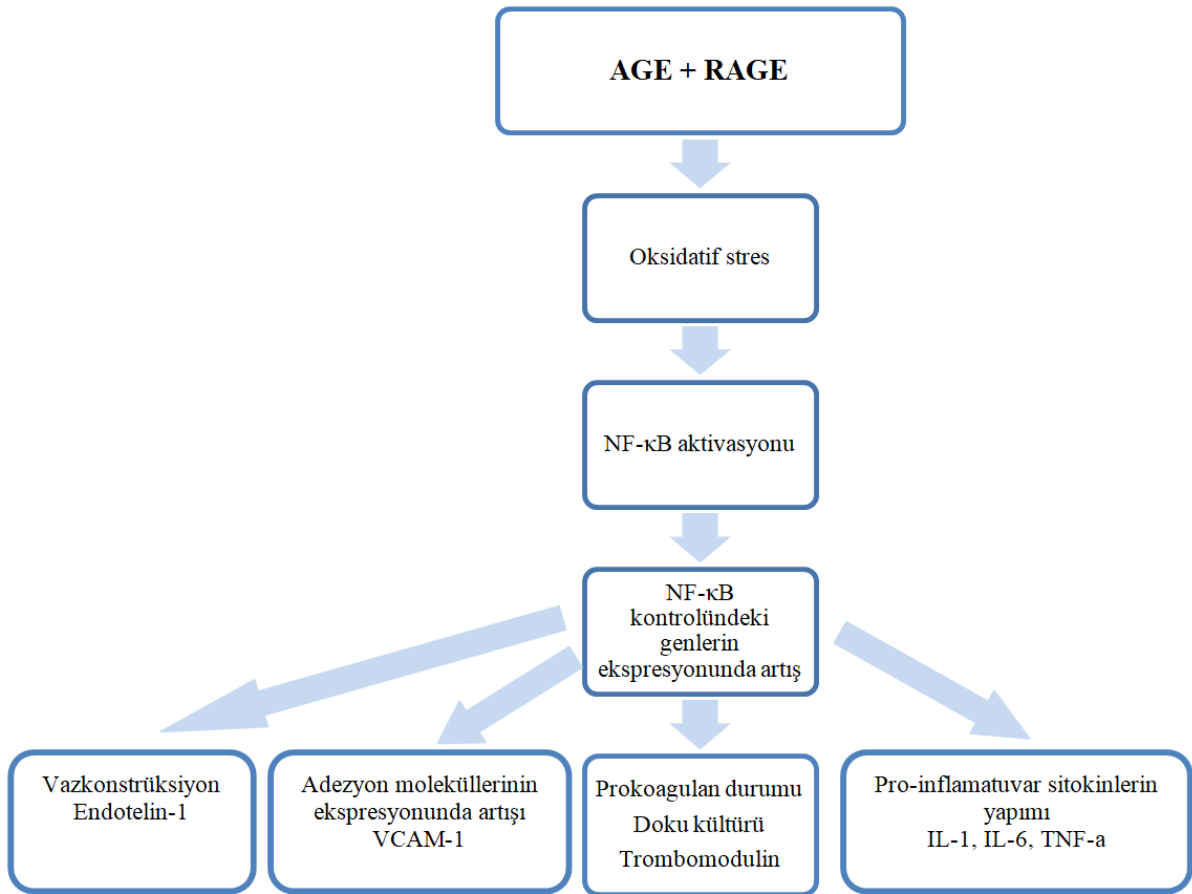 AGE + RAGE
Oksidatif stres
NF-κB aktivasyonu
NF-κB
kontrolündeki
genlerin
ekspresyonunda artış
Vazkonstrüksiyon
Endotelin-1
Adezyon moleküllerinin
ekspresyonunda artışı
VCAM-1
Prokoagulan durumu
Doku kültürü
Trombomodulin
Pro-inflamatuvar sitokinlerin
yapımı
IL-1, IL-6, TNF-a